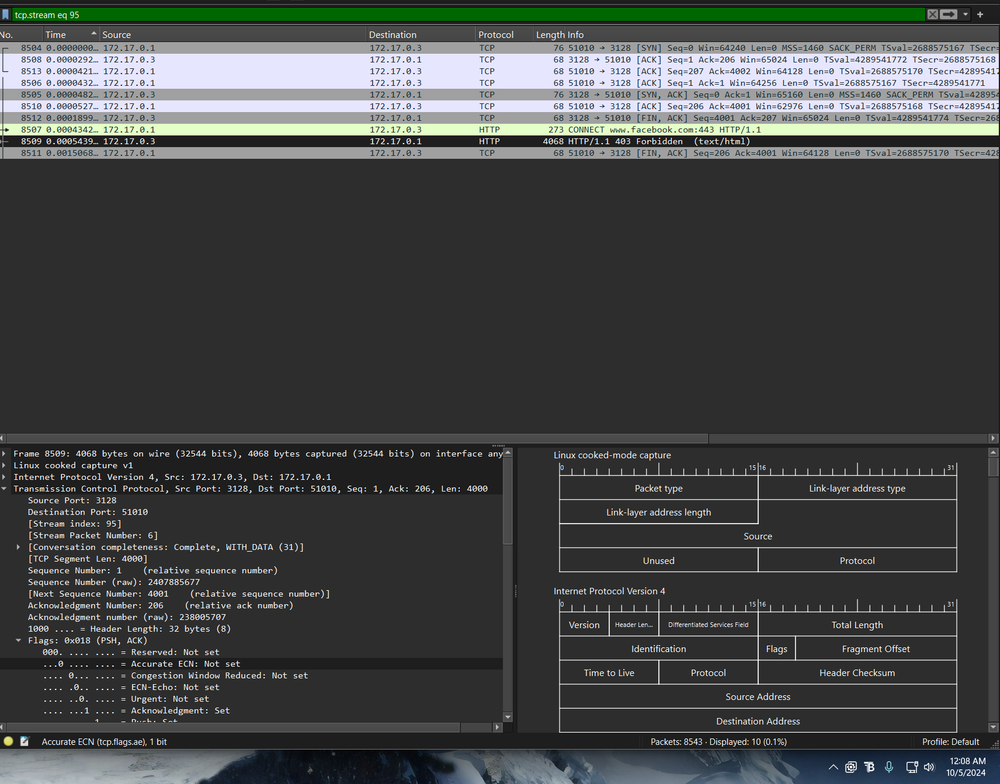 tcp.stream eq 95
No. Time Source Destination Protocol Length Info
8504 0.0000000… 172.17.0.1 172.17.0.3 TCP 76 51010 → 3128 [SYN] Seq=0 Win=64240 Len=0 MSS=1460 SACK_PERM TSval=2688575167 TSecr=
8508 0.0000292… 172.17.0.3 172.17.0.1 TCP 68 3128 → 51010 [ACK] Seq=1 Ack=206 Win=65024 Len=0 TSval=4289541772 TSecr=2688575168
8513 0.0000421… 172.17.0.1 172.17.0.3 TCP 68 51010 → 3128 [ACK] Seq=207 Ack=4002 Win=64128 Len=0 TSval=2688575170 TSecr=42895417
8506 0.0000432… 172.17.0.1 172.17.0.3 TCP 68 51010 → 3128 [ACK] Seq=1 Ack=1 Win=64256 Len=0 TSval=2688575167 TSecr=4289541771
8505 0.0000482… 172.17.0.3 172.17.0.1 TCP 76 3128 → 51010 [SYN, ACK] Seq=0 Ack=1 Win=65160 Len=0 MSS=1460 SACK_PERM TSval=428954
8510 0.0000527… 172.17.0.1 172.17.0.3 TCP 68 51010 → 3128 [ACK] Seq=206 Ack=4001 Win=62976 Len=0 TSval=2688575168 TSecr=42895417
8512 0.0001899… 172.17.0.3 172.17.0.1 TCP 68 3128 → 51010 [FIN, ACK] Seq=4001 Ack=207 Win=65024 Len=0 TSval=4289541774 TSecr=268
8507 0.0004342… 172.17.0.1 172.17.0.3 HTTP 273 CONNECT www.facebook.com:443 HTTP/1.1
8509 0.0005439… 172.17.0.3 172.17.0.1 HTTP 4068 HTTP/1.1 403 Forbidden (text/html)
8511 0.0015068… 172.17.0.1 172.17.0.3 TCP 68 51010 → 3128 [FIN, ACK] Seq=206 Ack=4001 Win=64128 Len=0 TSval=2688575170 TSecr=428
Frame 8509: 4068 bytes on wire (32544 bits), 4068 bytes captured (32544 bits) on interface any
Linux cooked capture v1
Internet Protocol Version 4, Src: 172.17.0.3, Dst: 172.17.0.1
Transmission Control Protocol, Src Port: 3128, Dst Port: 51010, Seq: 1, Ack: 206, Len: 4000
Source Port: 3128
Destination Port: 51010
[Stream index: 95]
[Stream Packet Number: 6]
[Conversation completeness: Complete, WITH_DATA (31)]
[TCP Segment Len: 4000]
Sequence Number: 1 (relative sequence number)
Sequence Number (raw): 2407885677
[Next Sequence Number: 4001 (relative sequence number)]
Acknowledgment Number: 206 (relative ack number)
Acknowledgment number (raw): 238005707
1000 .... = Header Length: 32 bytes (8)
Flags: 0x018 (PSH, ACK)
000. .... .... = Reserved: Not set
...0 .... .... = Accurate ECN: Not set
.... 0... .... = Congestion Window Reduced: Not set
.... .0.. .... = ECN-Echo: Not set
.... ..0. .... = Urgent: Not set
.... ...1 .... = Acknowledgment: Set
Linux cooked-mode capture
0 15 16 31
Packet type Link-layer address type
Link-layer address length
Source
Unused Protocol
Internet Protocol Version 4
0 15 16 31
Version Header Len... Differentiated Services Field Total Length
Identification Flags Fragment Offset
Time to Live Protocol Header Checksum
Source Address
Destination Address
Accurate ECN (tcp.flags.ae), 1 bit Packets: 8543 · Displayed: 10 (0.1%) Profile: Default
12:08 AM
10/5/2024